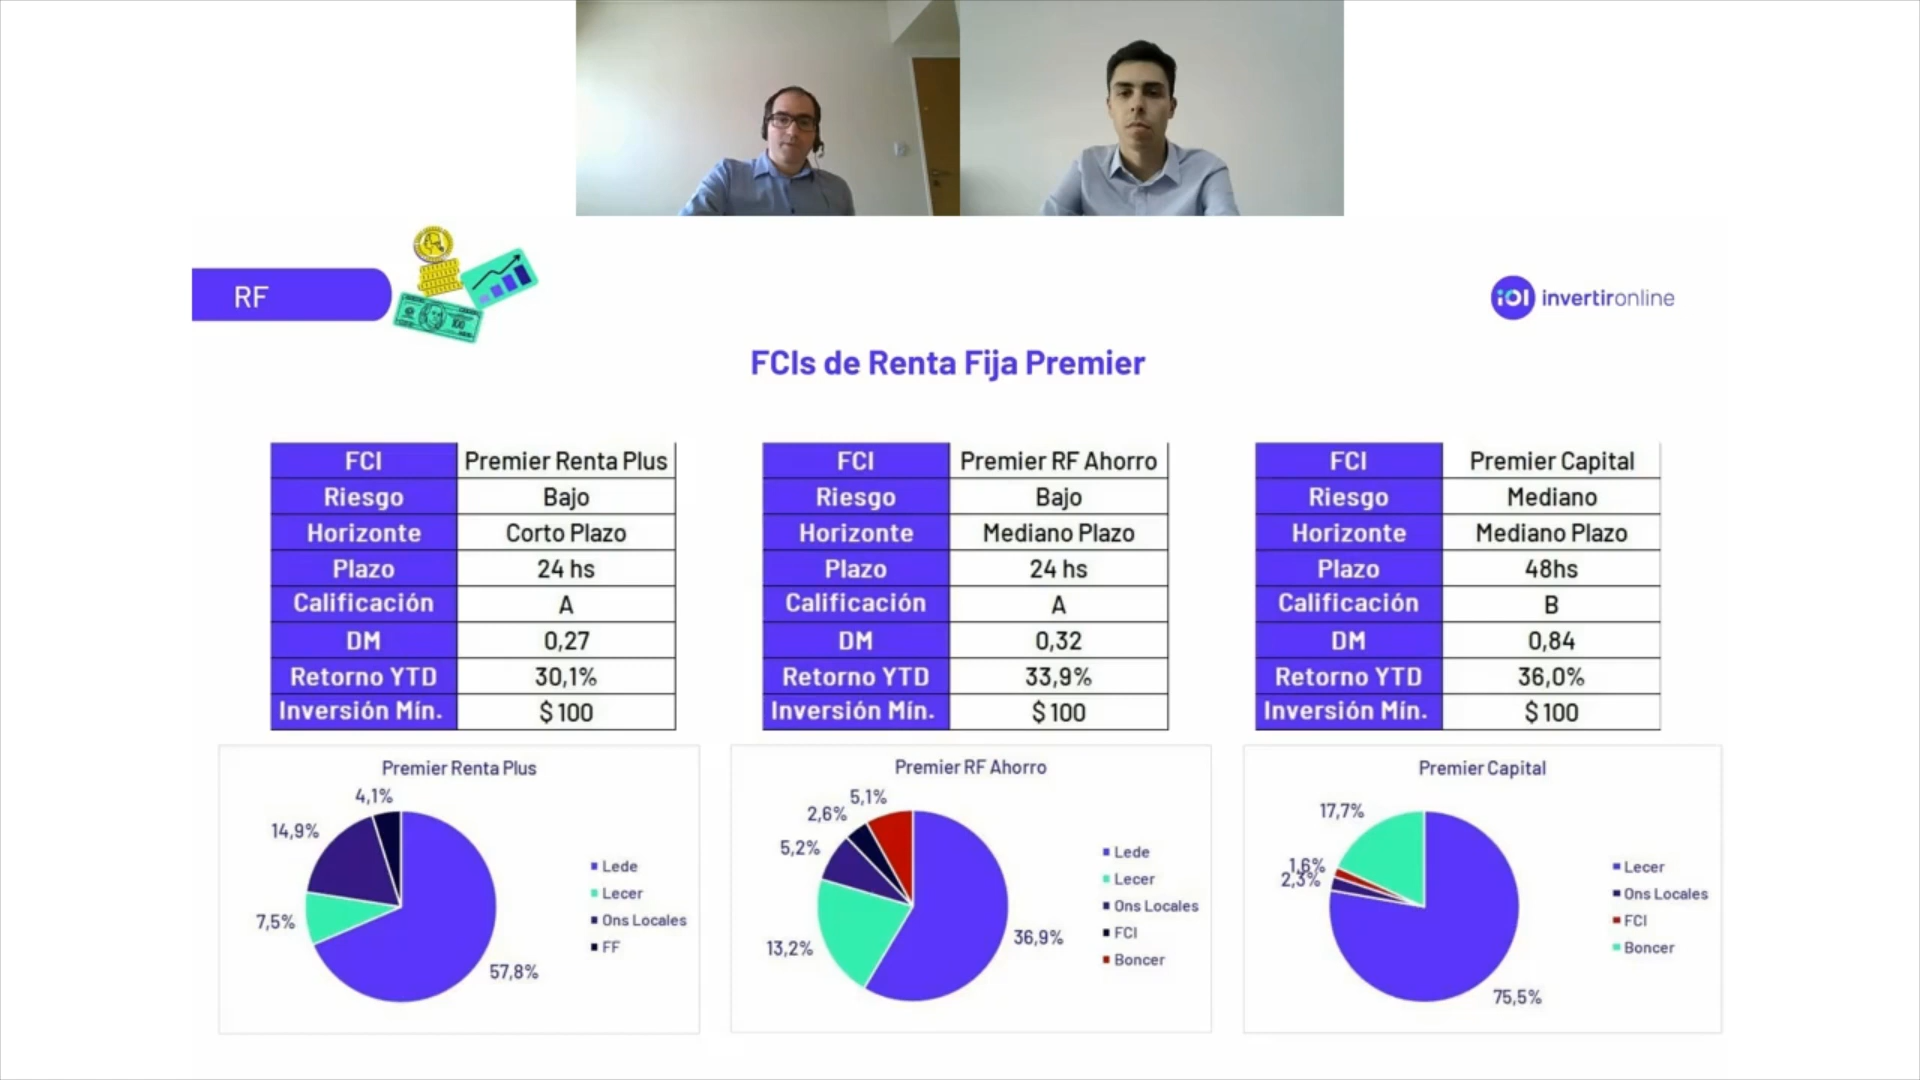 RF
iOl invertironline
FCIs de Renta Fija Premier
FCI Premier Renta Plus
Riesgo Bajo
Horizonte Corto Plazo
Plazo 24 hs
Calificación A
DM 0,27
Retorno YTD 30,1%
Inversión Mín. $ 100
FCI Premier RF Ahorro
Riesgo Bajo
Horizonte Mediano Plazo
Plazo 24 hs
Calificación A
DM 0,32
Retorno YTD 33,9%
Inversión Mín. $ 100
FCI Premier Capital
Riesgo Mediano
Horizonte Mediano Plazo
Plazo 48hs
Calificación B
DM 0,84
Retorno YTD 36,0%
Inversión Mín. $ 100
Premier Renta Plus
4,1%
14,9%
7,5%
57,8%
Lede
Lecer
Ons Locales
FF
Premier RF Ahorro
5,1%
2,6%
5,2%
13,2%
36,9%
Lede
Lecer
Ons Locales
FCI
Boncer
Premier Capital
17,7%
1,6%
2,3%
75,5%
Lecer
Ons Locales
FCI
Boncer
100